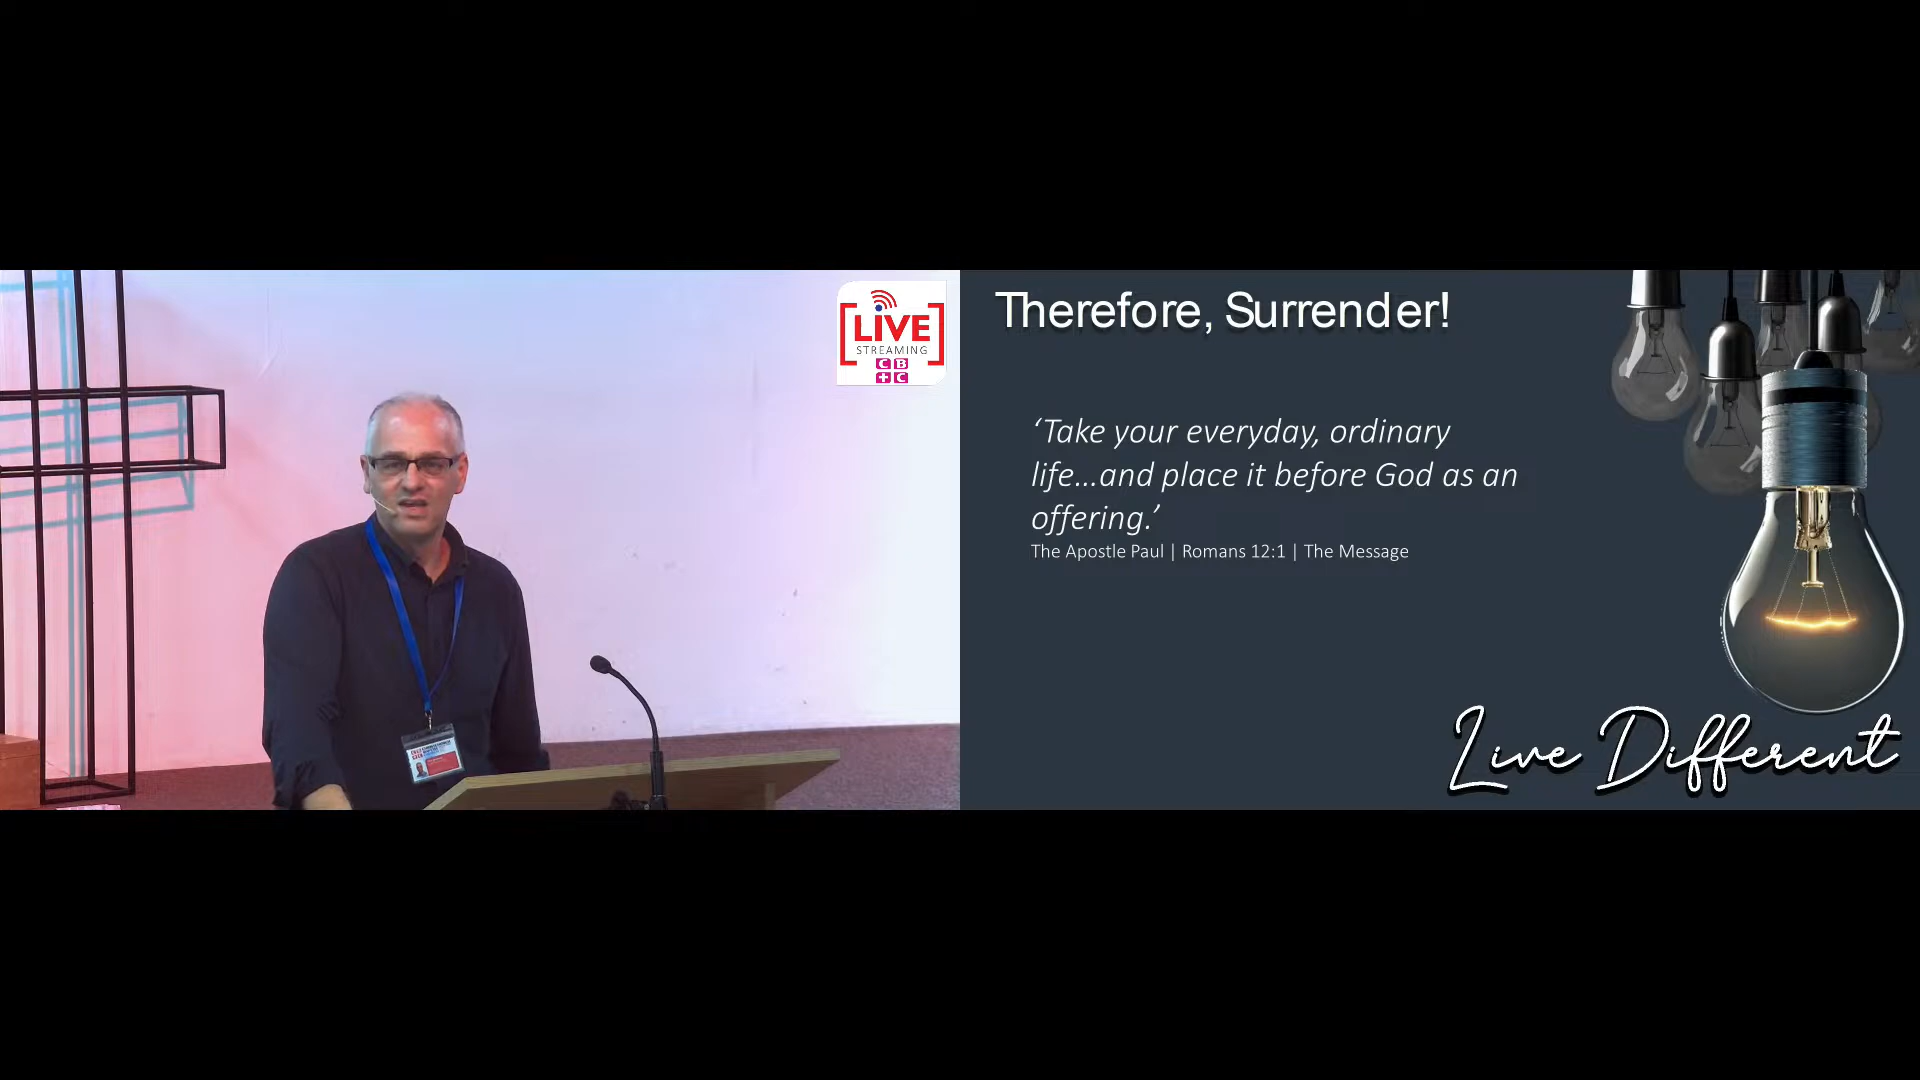 LIVE
STREAMING
C B
C
Therefore, Surrender!
‘Take your everyday, ordinary
life...and place it before God as an
offering.’
The Apostle Paul | Romans 12:1 | The Message
Live Different